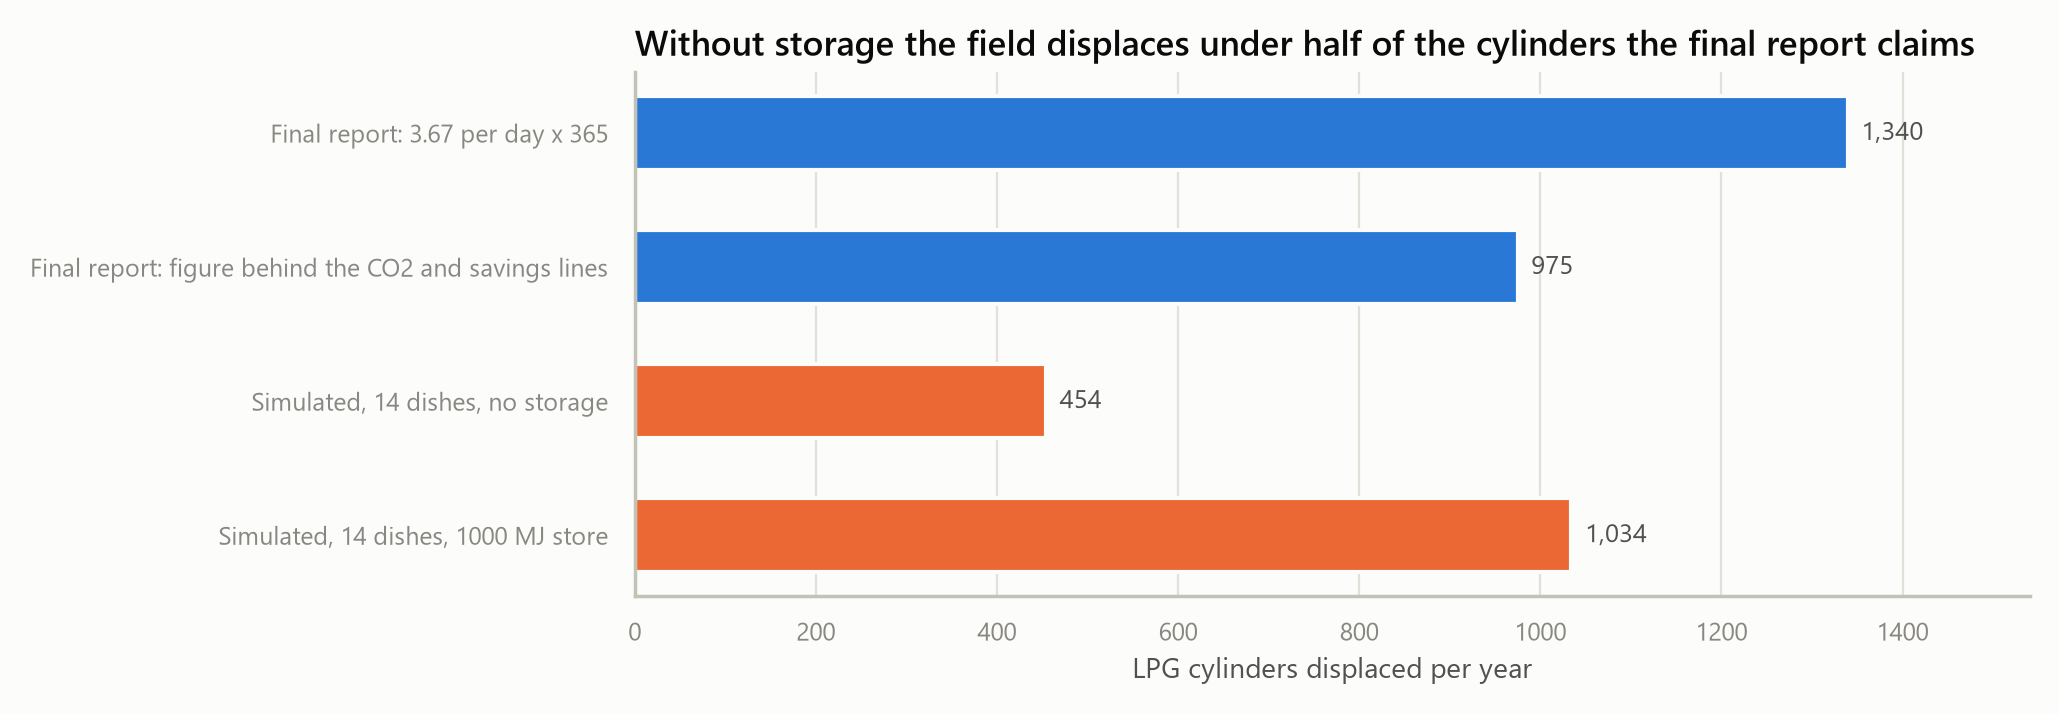 Without storage the field displaces under half of the cylinders the final report claims
Final report: 3.67 per day x 365
1,340
Final report: figure behind the CO2 and savings lines
975
Simulated, 14 dishes, no storage
454
Simulated, 14 dishes, 1000 MJ store
1,034
0 200 400 600 800 1000 1200 1400
LPG cylinders displaced per year